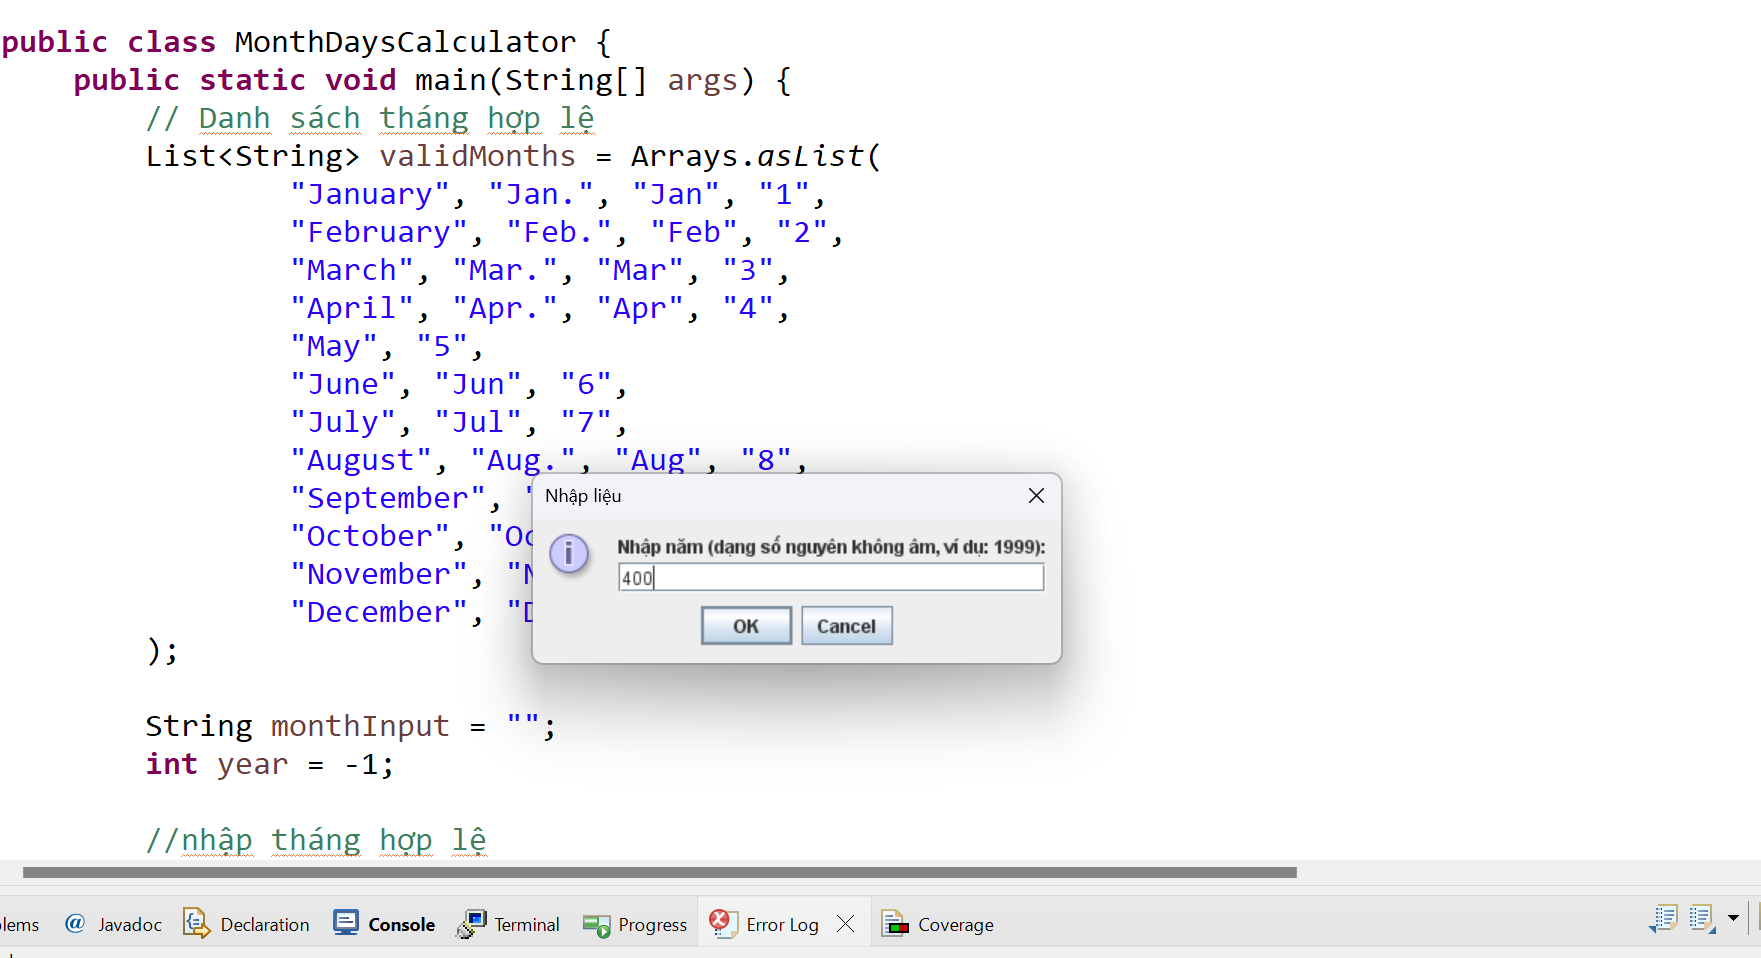 public class MonthDaysCalculator {
public static void main(String[] args) {
// Danh sách tháng hợp lệ
List<String> validMonths = Arrays.asList(
"January", "Jan.", "Jan", "1",
"February", "Feb.", "Feb", "2",
"March", "Mar.", "Mar", "3",
"April", "Apr.", "Apr", "4",
"May", "5",
"June", "Jun", "6",
"July", "Jul", "7",
"August", "Aug.", "Aug", "8",
"September", "
"October", "Oc
"November", "N
"December", "D
);
Nhập liệu
Nhập năm (dạng số nguyên không âm, ví dụ: 1999):
400
OK Cancel
String monthInput = "";
int year = -1;
//nhập tháng hợp lệ
lems @ Javadoc Declaration Console Terminal Progress Error Log Coverage